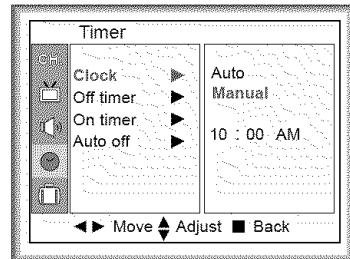 Timer
CH
Clock ▶
Off timer ▶
On timer ▶
Auto off ▶
Auto
Manual
10 : 00 AM
◀ ▶ Move ▲▼ Adjust ■ Back